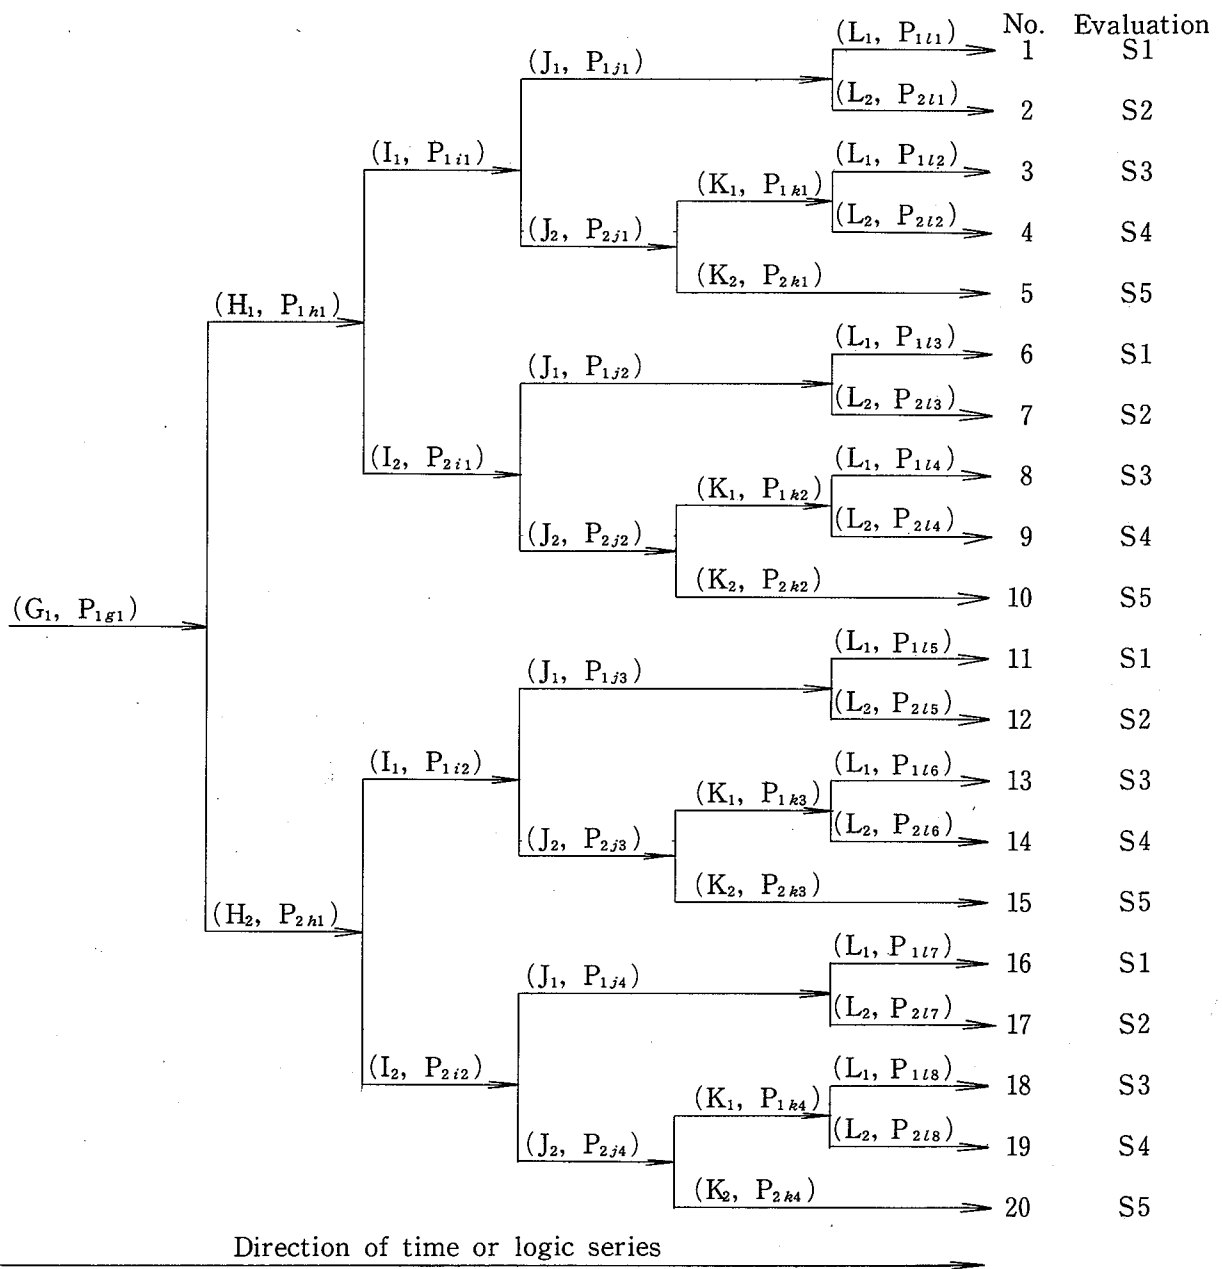 No. Evaluation
(L₁, P₁ₗ₁) 1 S1
(J₁, P₁ⱼ₁)
(L₂, P₂ₗ₁) 2 S2
(I₁, P₁ᵢ₁)
(L₁, P₁ₗ₂) 3 S3
(K₁, P₁ₖ₁)
(L₂, P₂ₗ₂) 4 S4
(J₂, P₂ⱼ₁)
(K₂, P₂ₖ₁) 5 S5
(H₁, P₁ₕ₁)
(L₁, P₁ₗ₃) 6 S1
(J₁, P₁ⱼ₂)
(L₂, P₂ₗ₃) 7 S2
(I₂, P₂ᵢ₁)
(L₁, P₁ₗ₄) 8 S3
(K₁, P₁ₖ₂)
(L₂, P₂ₗ₄) 9 S4
(J₂, P₂ⱼ₂)
(K₂, P₂ₖ₂) 10 S5
(G₁, P₁g₁)
(L₁, P₁ₗ₅) 11 S1
(J₁, P₁ⱼ₃)
(L₂, P₂ₗ₅) 12 S2
(I₁, P₁ᵢ₂)
(L₁, P₁ₗ₆) 13 S3
(K₁, P₁ₖ₃)
(L₂, P₂ₗ₆) 14 S4
(J₂, P₂ⱼ₃)
(K₂, P₂ₖ₃) 15 S5
(H₂, P₂ₕ₁)
(L₁, P₁ₗ₇) 16 S1
(J₁, P₁ⱼ₄)
(L₂, P₂ₗ₇) 17 S2
(I₂, P₂ᵢ₂)
(L₁, P₁ₗ₈) 18 S3
(K₁, P₁ₖ₄)
(L₂, P₂ₗ₈) 19 S4
(J₂, P₂ⱼ₄)
(K₂, P₂ₖ₄) 20 S5
Direction of time or logic series